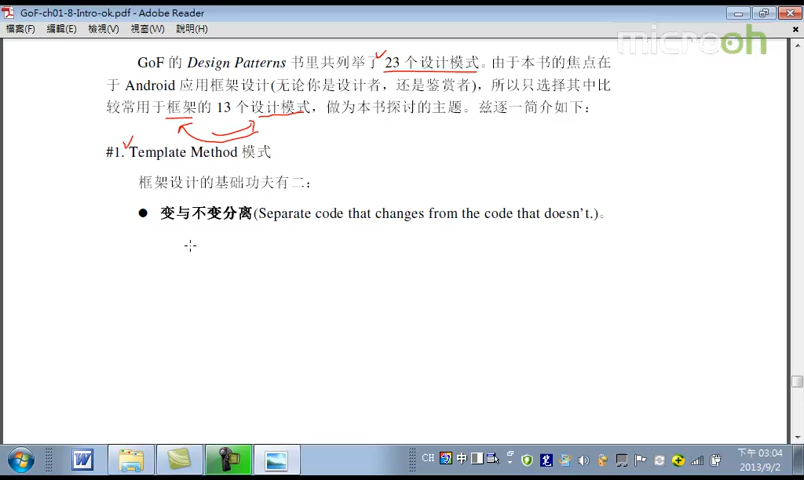 GoF-ch01-8-Intro-ok.pdf - Adobe Reader
檔案(F) 編輯(E) 檢視(V) 視窗(W) 說明(H)
microoh
GoF 的 Design Patterns 书里共列举了 23 个设计模式。由于本书的焦点在
于 Android 应用框架设计(无论你是设计者，还是鉴赏者)，所以只选择其中比
较常用于框架的 13 个设计模式，做为本书探讨的主题。兹逐一简介如下：
#1. Template Method 模式
框架设计的基础功夫有二：
● 变与不变分离(Separate code that changes from the code that doesn't.)。
CH 中
下午 03:04
2013/9/2